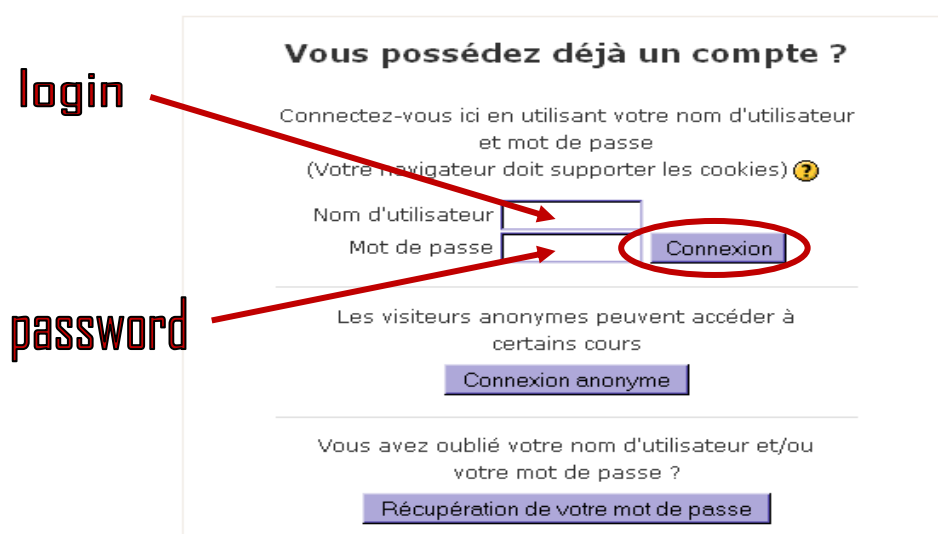 Vous possédez déjà un compte ?
login
Connectez-vous ici en utilisant votre nom d'utilisateur
et mot de passe
(Votre navigateur doit supporter les cookies) ?
Nom d'utilisateur
Mot de passe Connexion
password
Les visiteurs anonymes peuvent accéder à
certains cours
Connexion anonyme
Vous avez oublié votre nom d'utilisateur et/ou
votre mot de passe ?
Récupération de votre mot de passe